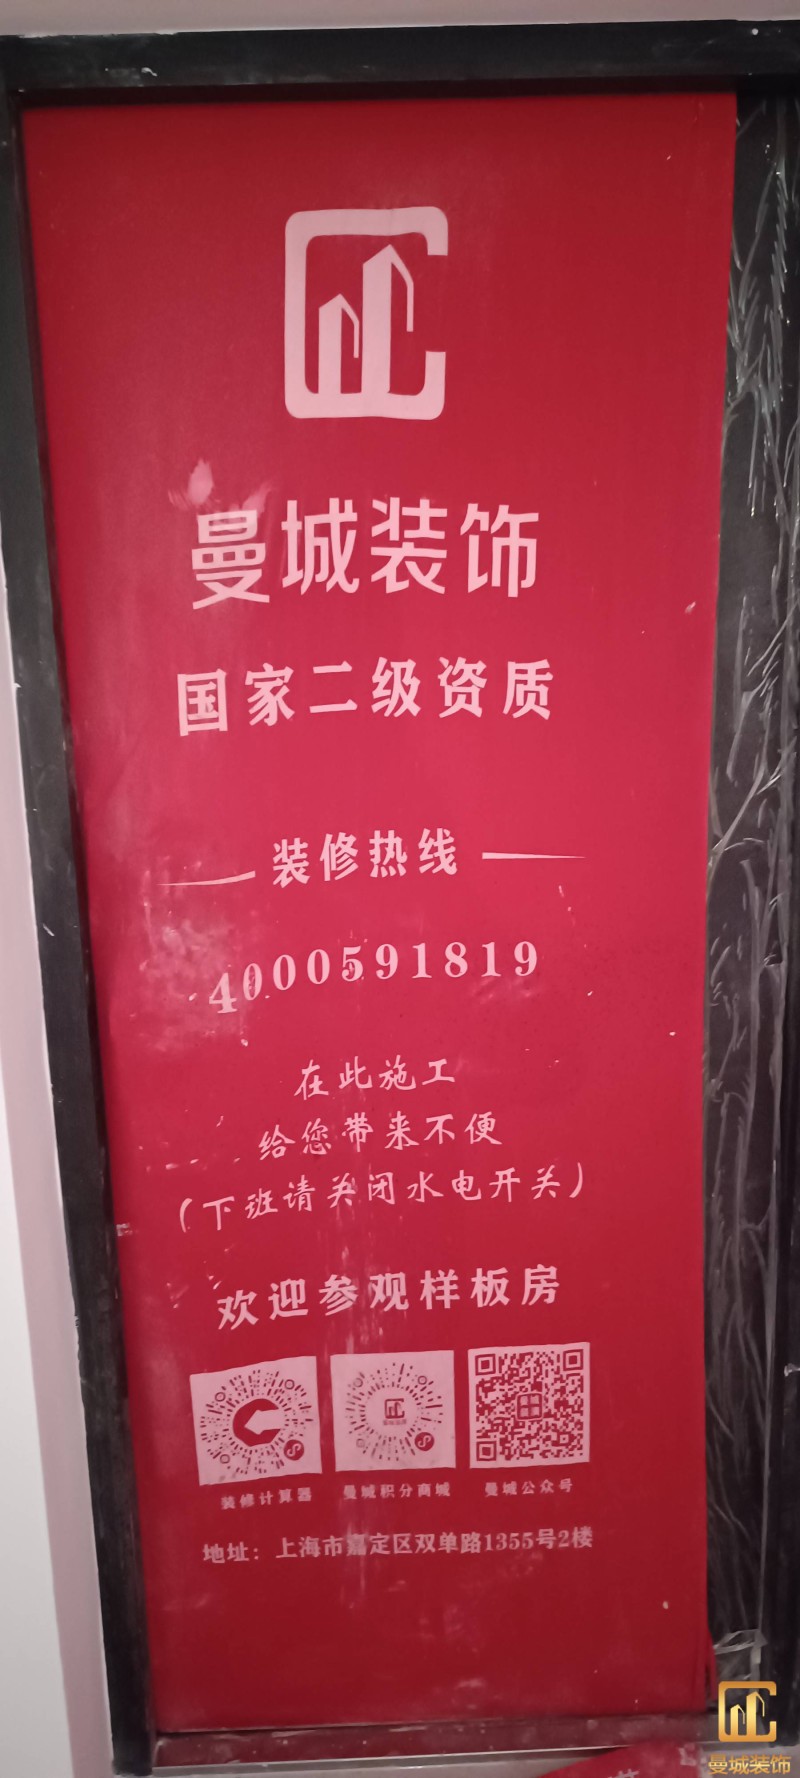 曼城装饰
国家二级资质
装修热线
4000591819
在此施工
给您带来不便
(下班请关闭水电开关)
欢迎参观样板房
装修计算器 曼城积分商城 曼城公众号
地址：上海市嘉定区双单路1355号2楼
曼城装饰